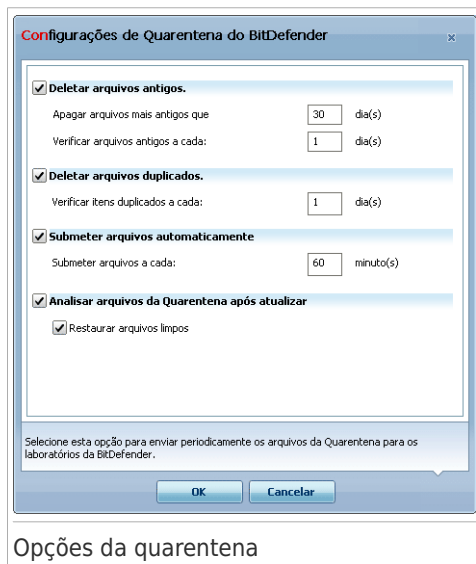 Configurações de Quarentena do BitDefender
Deletar arquivos antigos.
Apagar arquivos mais antigos que 30 dia(s)
Verificar arquivos antigos a cada: 1 dia(s)
Deletar arquivos duplicados.
Verificar itens duplicados a cada: 1 dia(s)
Submeter arquivos automaticamente
Submeter arquivos a cada: 60 minuto(s)
Analisar arquivos da Quarentena após atualizar
Restaurar arquivos limpos
Selecione esta opção para enviar periodicamente os arquivos da Quarentena para os
laboratórios da BitDefender.
OK Cancelar
Opções da quarentena